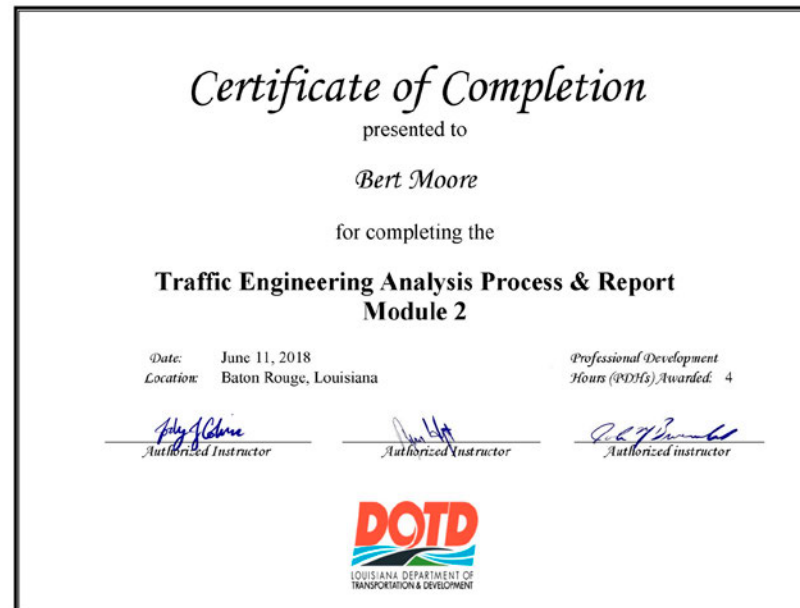 Certificate of Completion
presented to
Bert Moore
for completing the
Traffic Engineering Analysis Process & Report
Module 2
Date: June 11, 2018
Location: Baton Rouge, Louisiana
Professional Development
Hours (PDHs) Awarded: 4
Authorized Instructor
Authorized Instructor
Authorized instructor
DOTD
LOUISIANA DEPARTMENT OF
TRANSPORTATION & DEVELOPMENT